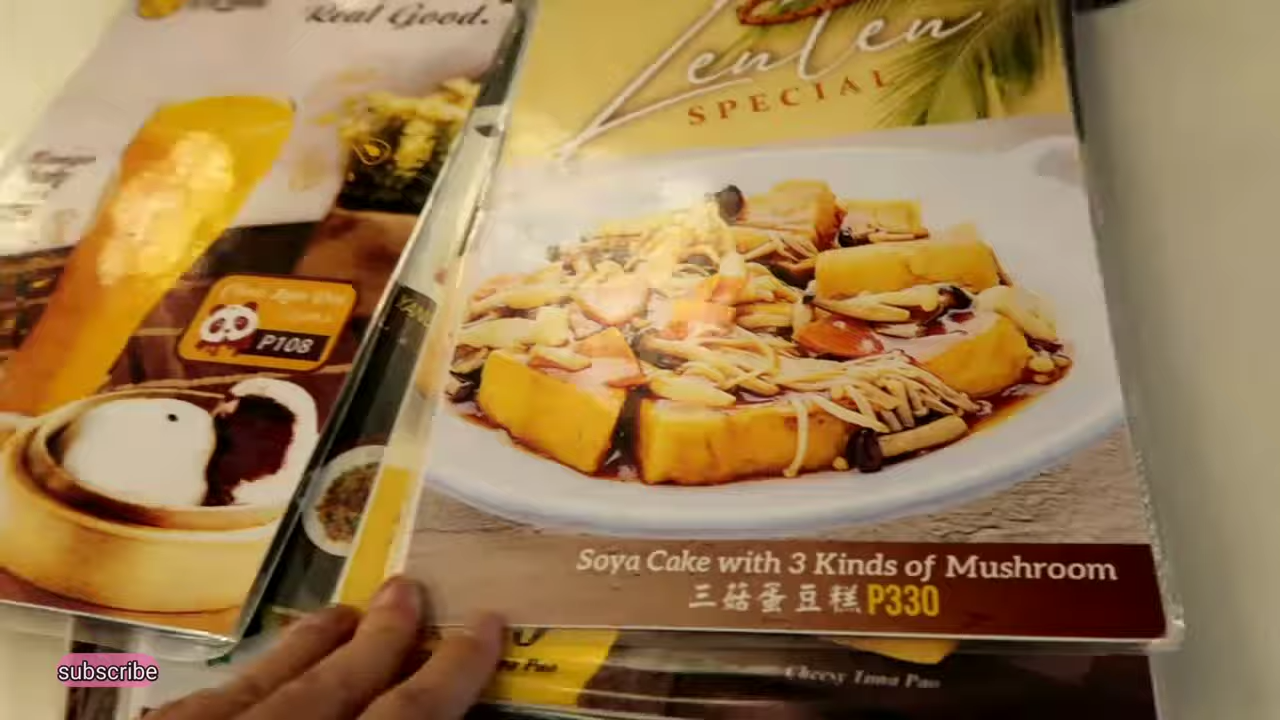 Real Good.
Lenten
SPECIAL
P108
Soya Cake with 3 Kinds of Mushroom
三菇蛋豆糕 P330
Cheesy Tuna Pao
subscribe